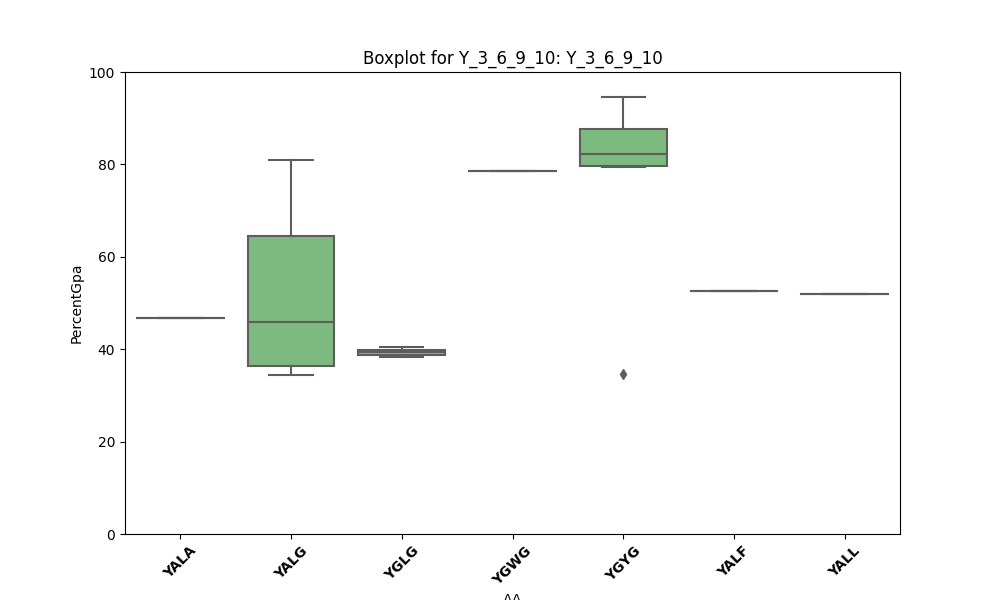 Boxplot for Y_3_6_9_10: Y_3_6_9_10
PercentGpa
100
80
60
40
20
0
YALA
YALG
YGLG
YGWG
YGYG
YALF
YALL